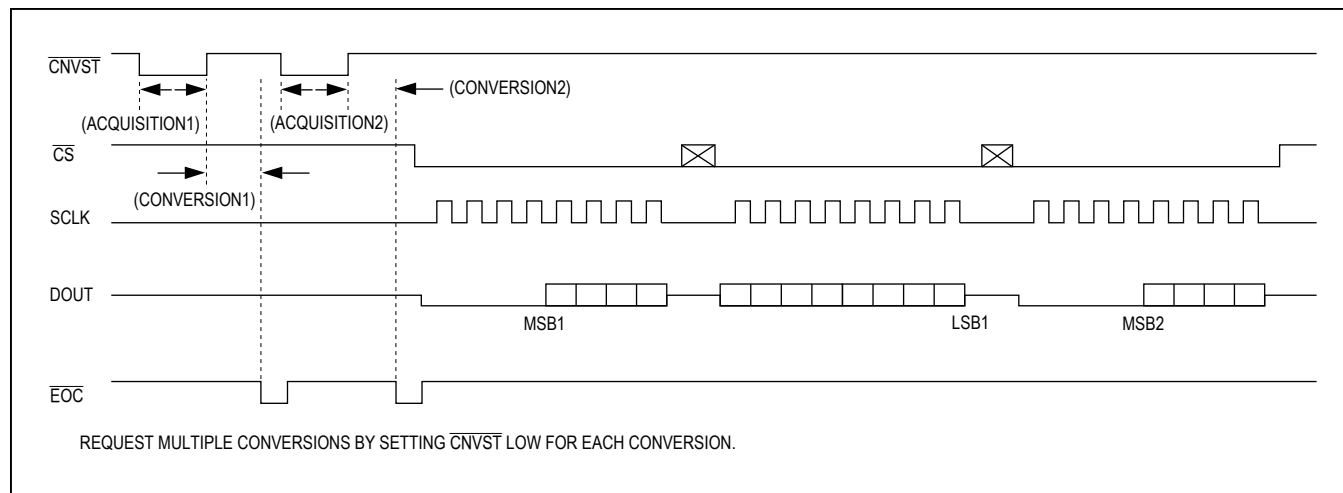 CNVST
(CONVERSION2)
(ACQUISITION1)
(ACQUISITION2)
CS
(CONVERSION1)
SCLK
DOUT
MSB1
LSB1
MSB2
EOC
REQUEST MULTIPLE CONVERSIONS BY SETTING CNVST LOW FOR EACH CONVERSION.